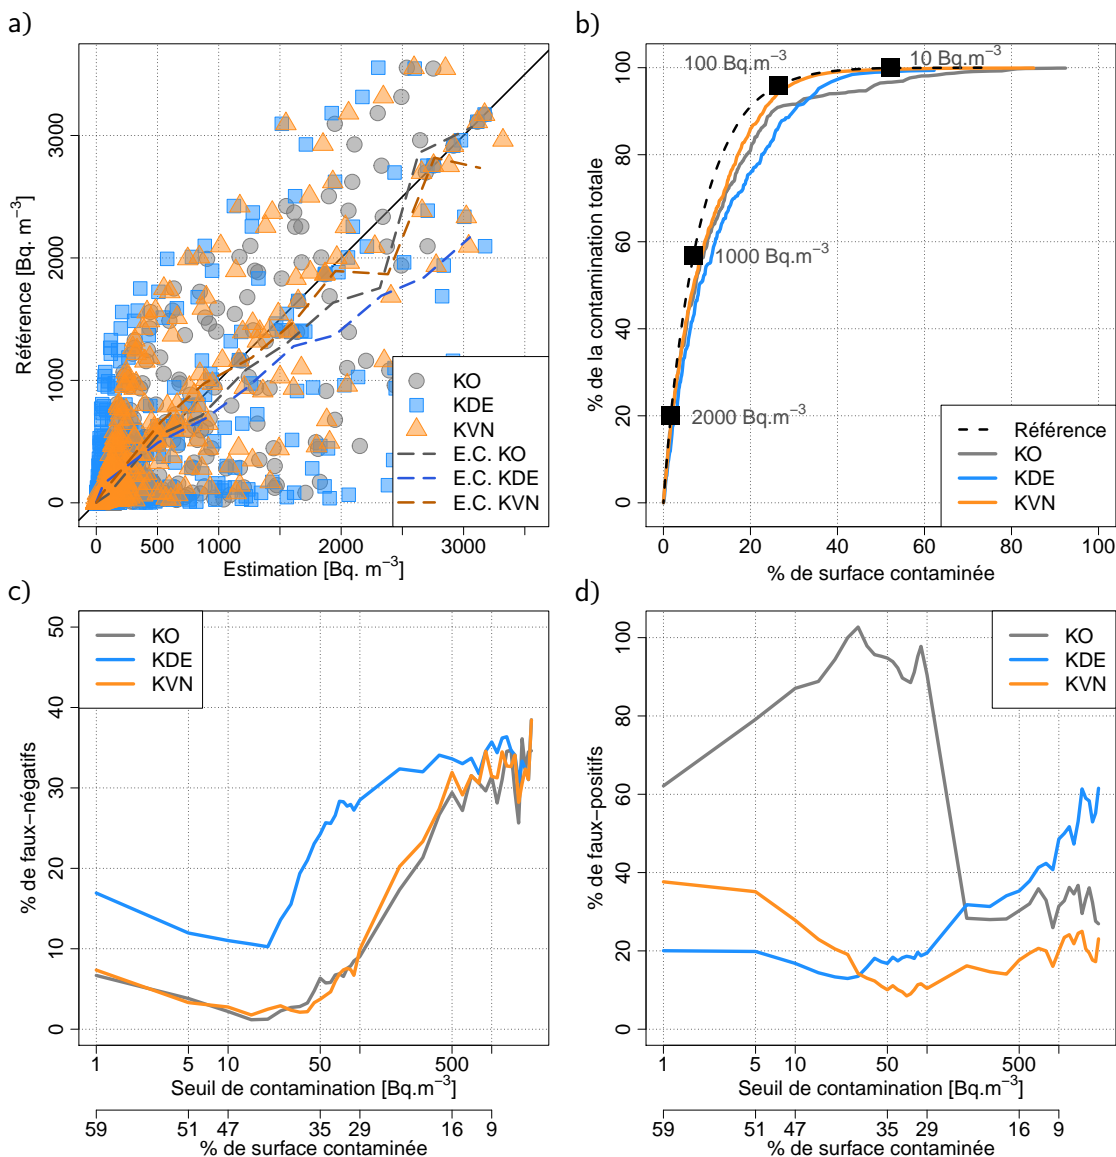 a)
3000
2000
1000
0
Référence [Bq. m⁻³]
0 500 1000 2000 3000
Estimation [Bq. m⁻³]
KO
KDE
KVN
E.C. KO
E.C. KDE
E.C. KVN
b)
100
80
60
40
20
0
% de la contamination totale
100 Bq.m⁻³
10 Bq.m⁻³
1000 Bq.m⁻³
2000 Bq.m⁻³
Référence
KO
KDE
KVN
0 20 40 60 80 100
% de surface contaminée
c)
50
40
30
20
10
0
% de faux−négatifs
KO
KDE
KVN
1 5 10 50 500
Seuil de contamination [Bq.m⁻³]
59 51 47 35 29 16 9
% de surface contaminée
d)
100
80
60
40
20
0
% de faux−positifs
KO
KDE
KVN
1 5 10 50 500
Seuil de contamination [Bq.m⁻³]
59 51 47 35 29 16 9
% de surface contaminée